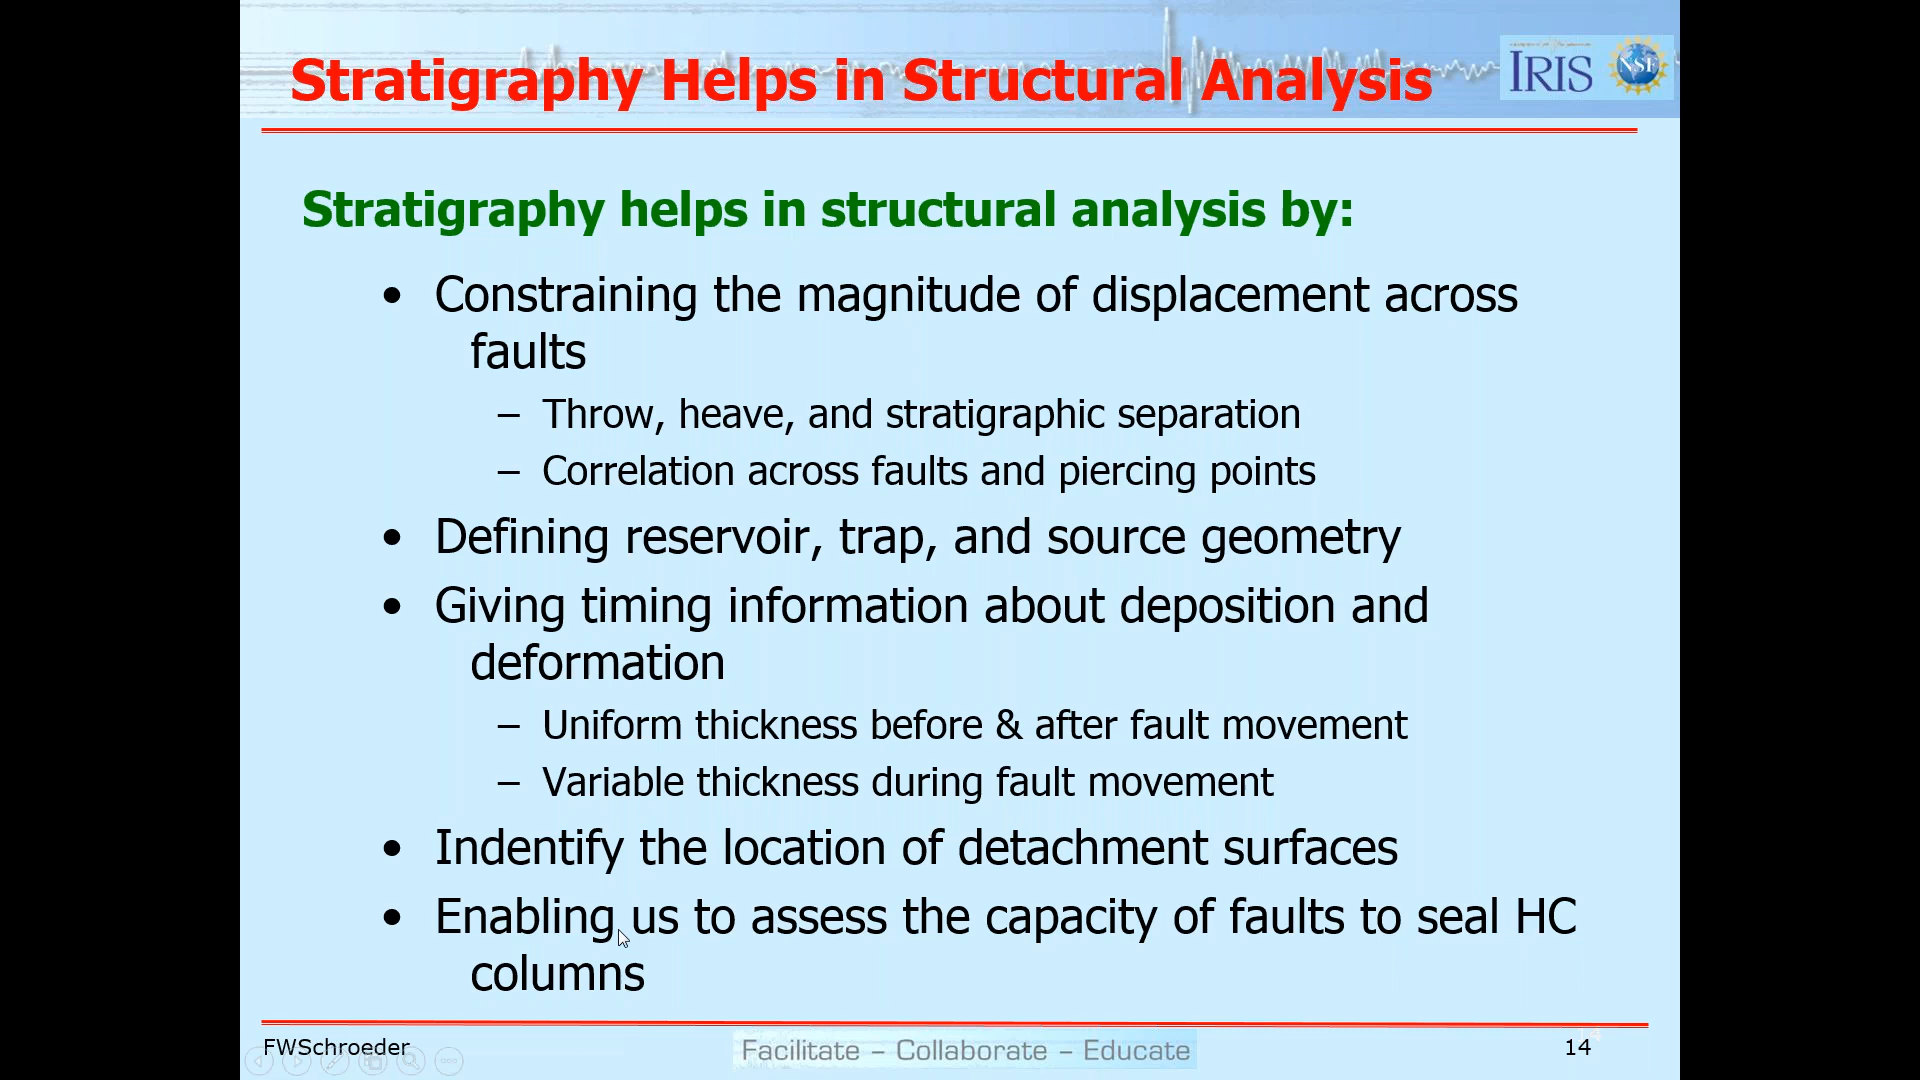 Stratigraphy Helps in Structural Analysis
IRIS
NSF
Stratigraphy helps in structural analysis by:
• Constraining the magnitude of displacement across
faults
– Throw, heave, and stratigraphic separation
– Correlation across faults and piercing points
• Defining reservoir, trap, and source geometry
• Giving timing information about deposition and
deformation
– Uniform thickness before & after fault movement
– Variable thickness during fault movement
• Indentify the location of detachment surfaces
• Enabling us to assess the capacity of faults to seal HC
columns
FWSchroeder
Facilitate – Collaborate – Educate
14
14